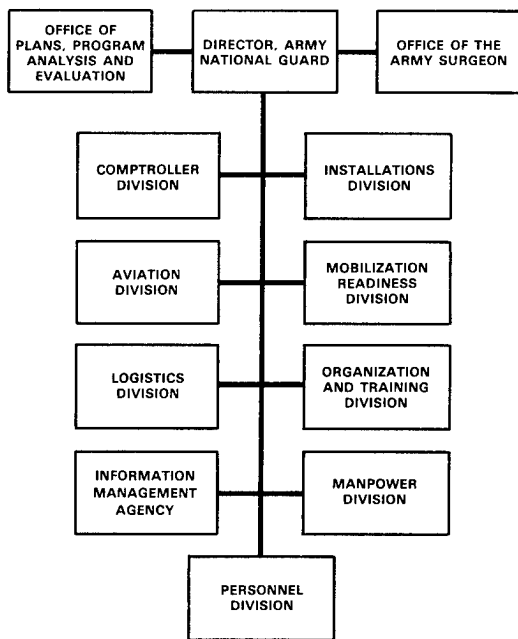 OFFICE OF
PLANS, PROGRAM
ANALYSIS AND
EVALUATION
DIRECTOR, ARMY
NATIONAL GUARD
OFFICE OF THE
ARMY SURGEON
COMPTROLLER
DIVISION
INSTALLATIONS
DIVISION
AVIATION
DIVISION
MOBILIZATION
READINESS
DIVISION
LOGISTICS
DIVISION
ORGANIZATION
AND TRAINING
DIVISION
INFORMATION
MANAGEMENT
AGENCY
MANPOWER
DIVISION
PERSONNEL
DIVISION